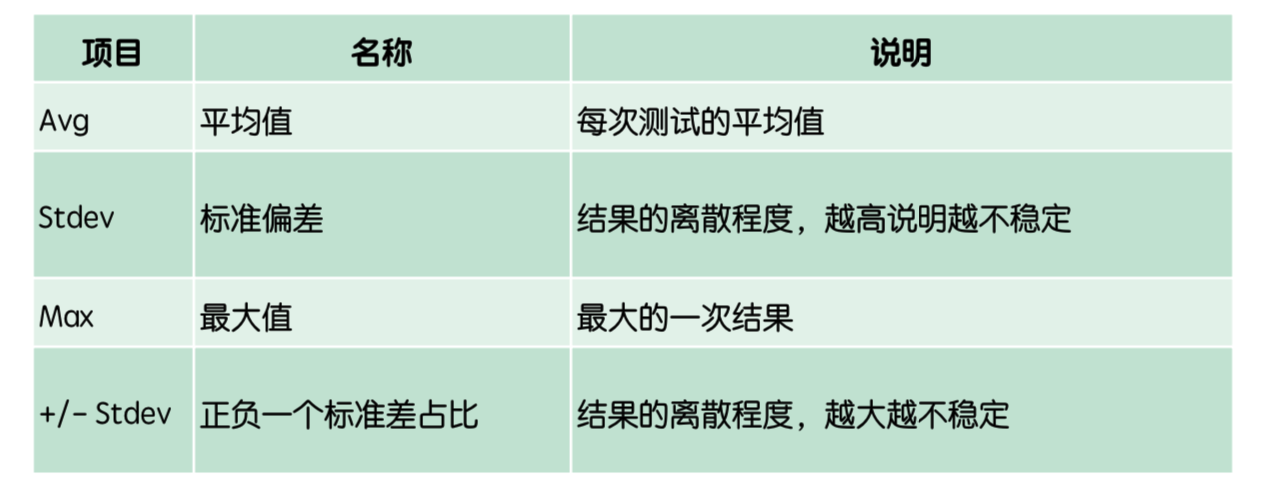 项目 名称 说明
Avg 平均值 每次测试的平均值
Stdev 标准偏差 结果的离散程度，越高说明越不稳定
Max 最大值 最大的一次结果
+/- Stdev 正负一个标准差占比 结果的离散程度，越大越不稳定